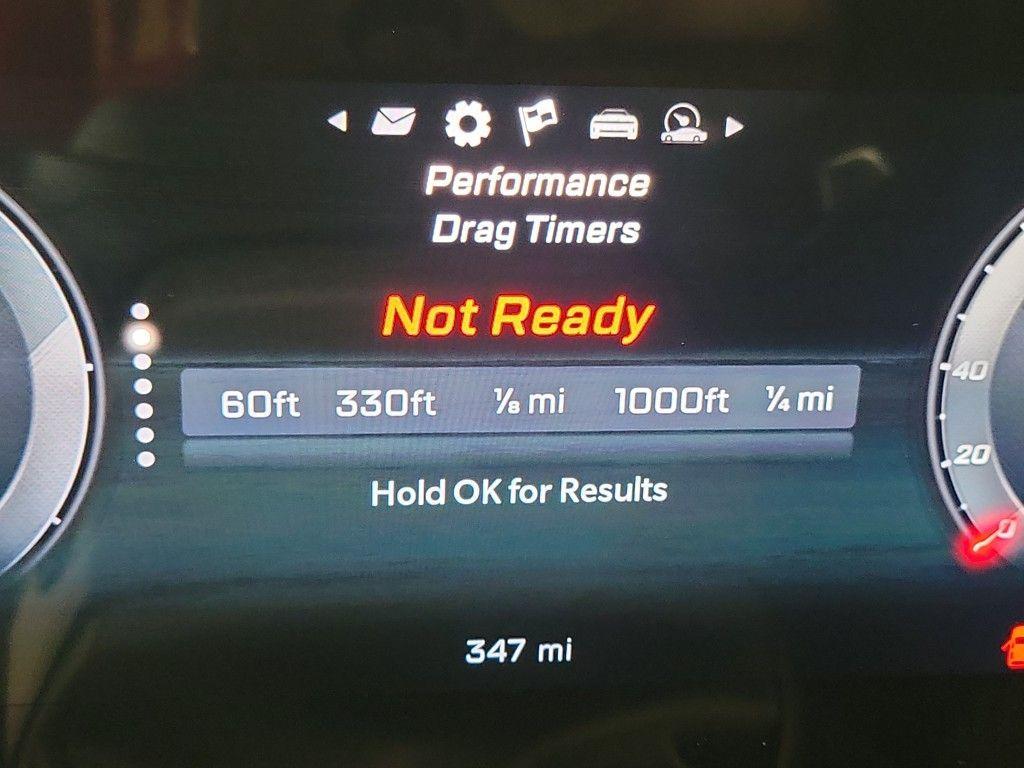 Performance
Drag Timers
Not Ready
60ft 330ft ⅛ mi 1000ft ¼ mi
Hold OK for Results
40
20
0
347 mi